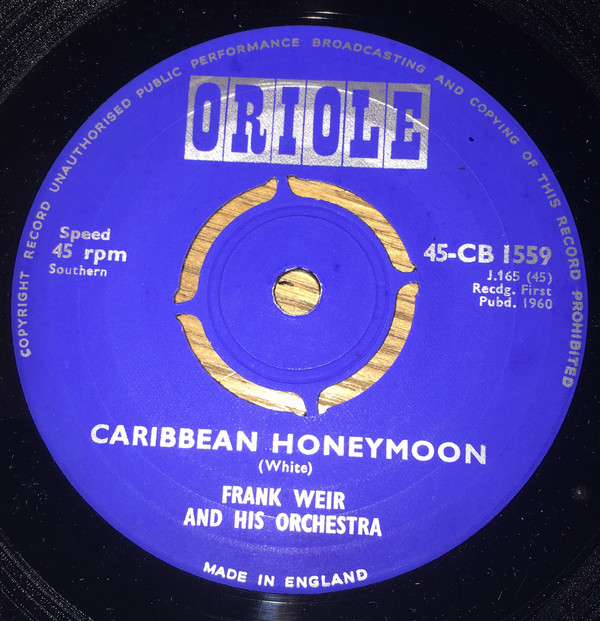 COPYRIGHT RECORD UNAUTHORISED PUBLIC PERFORMANCE BROADCASTING AND COPYING OF THIS RECORD PROHIBITED
ORIOLE
Speed
45 rpm
Southern
45-CB 1559
J.165 (45)
Recdg. First
Pubd. 1960
CARIBBEAN HONEYMOON
(White)
FRANK WEIR
AND HIS ORCHESTRA
MADE IN ENGLAND